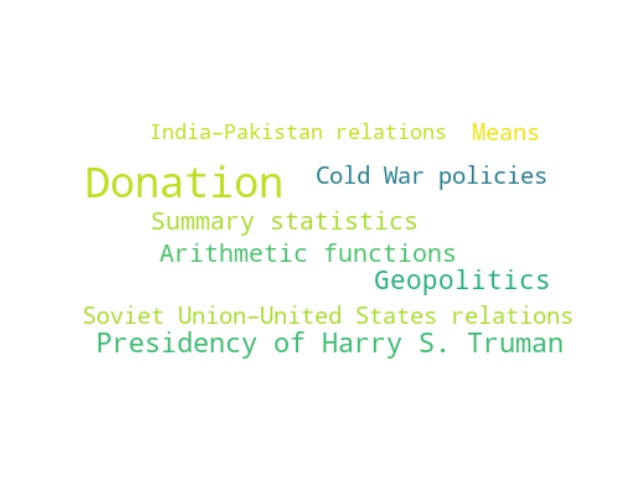 India–Pakistan relations Means
Donation Cold War policies
Summary statistics
Arithmetic functions
Geopolitics
Soviet Union–United States relations
Presidency of Harry S. Truman